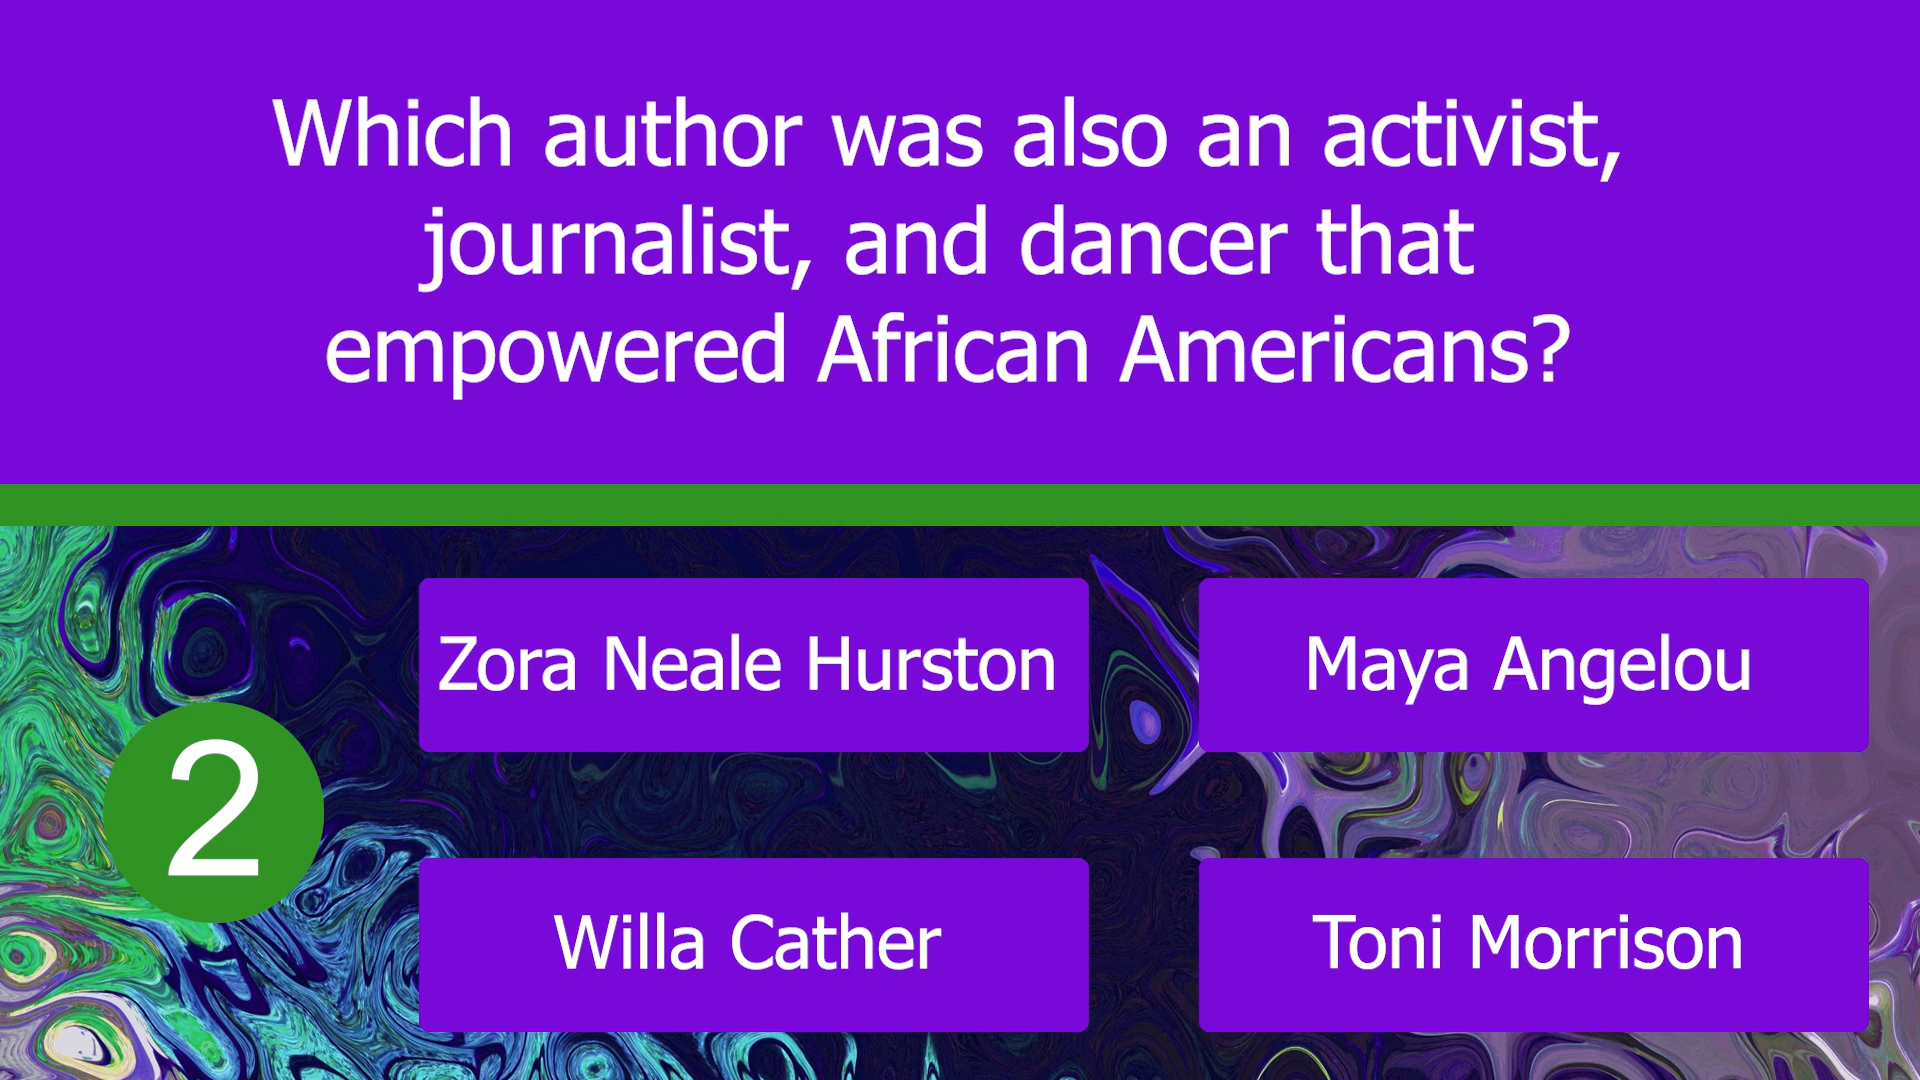 Which author was also an activist,
journalist, and dancer that
empowered African Americans?
Zora Neale Hurston
Maya Angelou
2
Willa Cather
Toni Morrison